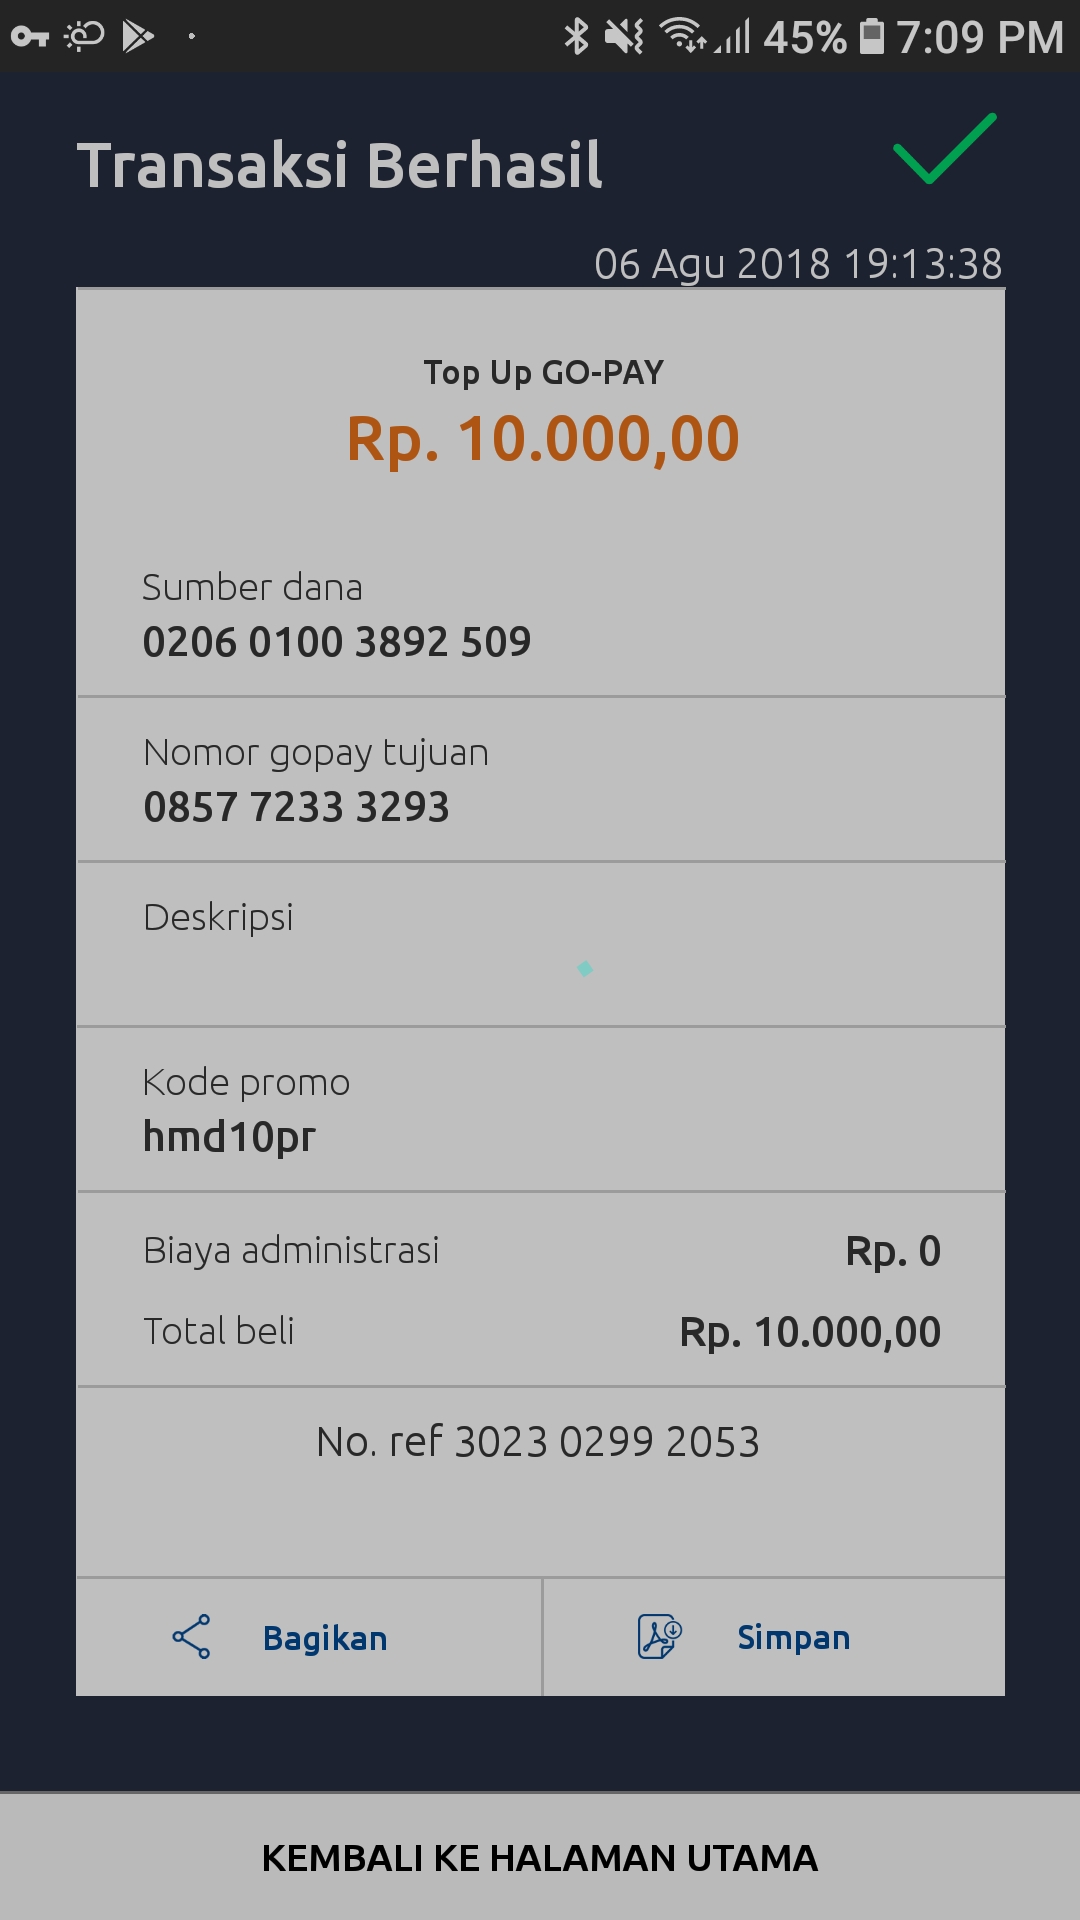 45% 7:09 PM
Transaksi Berhasil
06 Agu 2018 19:13:38
Top Up GO-PAY
Rp. 10.000,00
Sumber dana
0206 0100 3892 509
Nomor gopay tujuan
0857 7233 3293
Deskripsi
Kode promo
hmd10pr
Biaya administrasi Rp. 0
Total beli Rp. 10.000,00
No. ref 3023 0299 2053
Bagikan Simpan
KEMBALI KE HALAMAN UTAMA